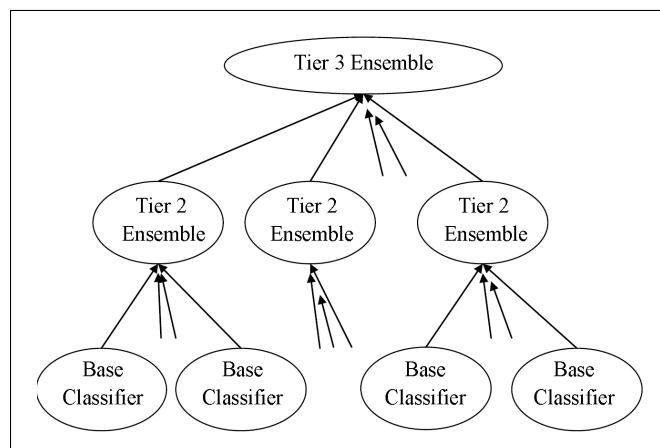 Tier 3 Ensemble
Tier 2
Ensemble
Tier 2
Ensemble
Tier 2
Ensemble
Base
Classifier
Base
Classifier
Base
Classifier
Base
Classifier